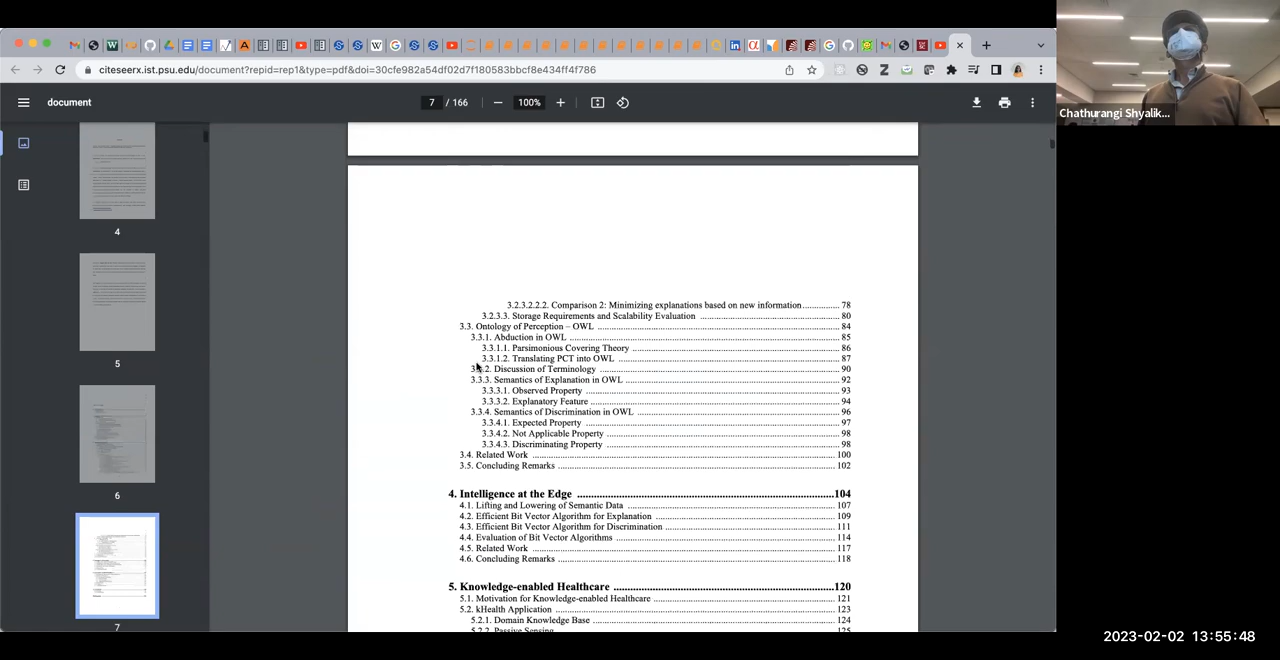 citeseerx.ist.psu.edu/document?repid=rep1&type=pdf&doi=30cfe982a54df02d7f180583bbcf8e434ff4f786
document
7 / 166
100%
4
5
6
7
3.2.3.2.2.2. Comparison 2: Minimizing explanations based on new information ............... 78
3.2.3.3. Storage Requirements and Scalability Evaluation ............... 80
3.3. Ontology of Perception – OWL ............... 84
3.3.1. Abduction in OWL ............... 85
3.3.1.1. Parsimonious Covering Theory ............... 86
3.3.1.2. Translating PCT into OWL ............... 87
3.3.2. Discussion of Terminology ............... 90
3.3.3. Semantics of Explanation in OWL ............... 92
3.3.3.1. Observed Property ............... 93
3.3.3.2. Explanatory Feature ............... 94
3.3.4. Semantics of Discrimination in OWL ............... 96
3.3.4.1. Expected Property ............... 97
3.3.4.2. Not Applicable Property ............... 98
3.3.4.3. Discriminating Property ............... 98
3.4. Related Work ............... 100
3.5. Concluding Remarks ............... 102
4. Intelligence at the Edge ............... 104
4.1. Lifting and Lowering of Semantic Data ............... 107
4.2. Efficient Bit Vector Algorithm for Explanation ............... 109
4.3. Efficient Bit Vector Algorithm for Discrimination ............... 111
4.4. Evaluation of Bit Vector Algorithms ............... 114
4.5. Related Work ............... 117
4.6. Concluding Remarks ............... 118
5. Knowledge-enabled Healthcare ............... 120
5.1. Motivation for Knowledge-enabled Healthcare ............... 121
5.2. kHealth Application ............... 123
5.2.1. Domain Knowledge Base ............... 124
5.2.2. Passive Sensing ............... 125
Chathurangi Shyalik...
2023-02-02 13:55:48